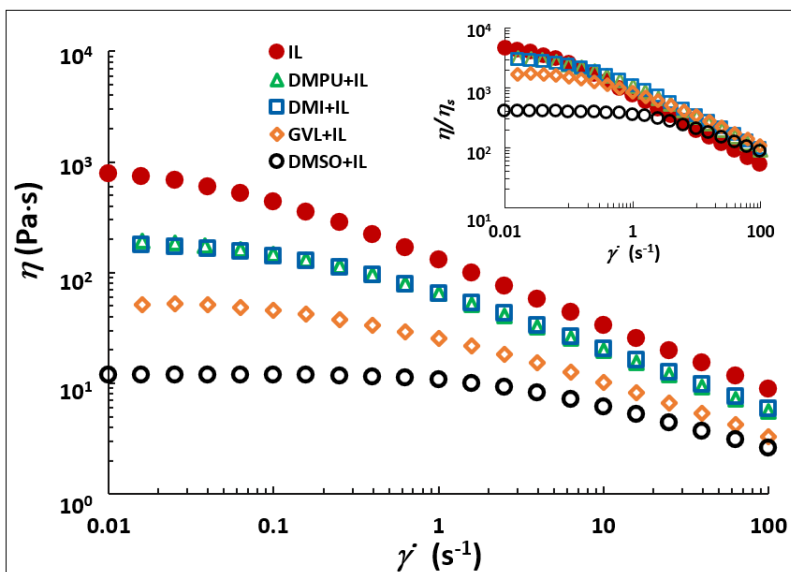 η (Pa·s)
10⁴
10³
10²
10¹
10⁰
0.01 0.1 1 10 100
γ̇ (s⁻¹)
IL
DMPU+IL
DMI+IL
GVL+IL
DMSO+IL
η/ηₛ
10⁴
10³
10²
10¹
0.01 1 100
γ̇ (s⁻¹)